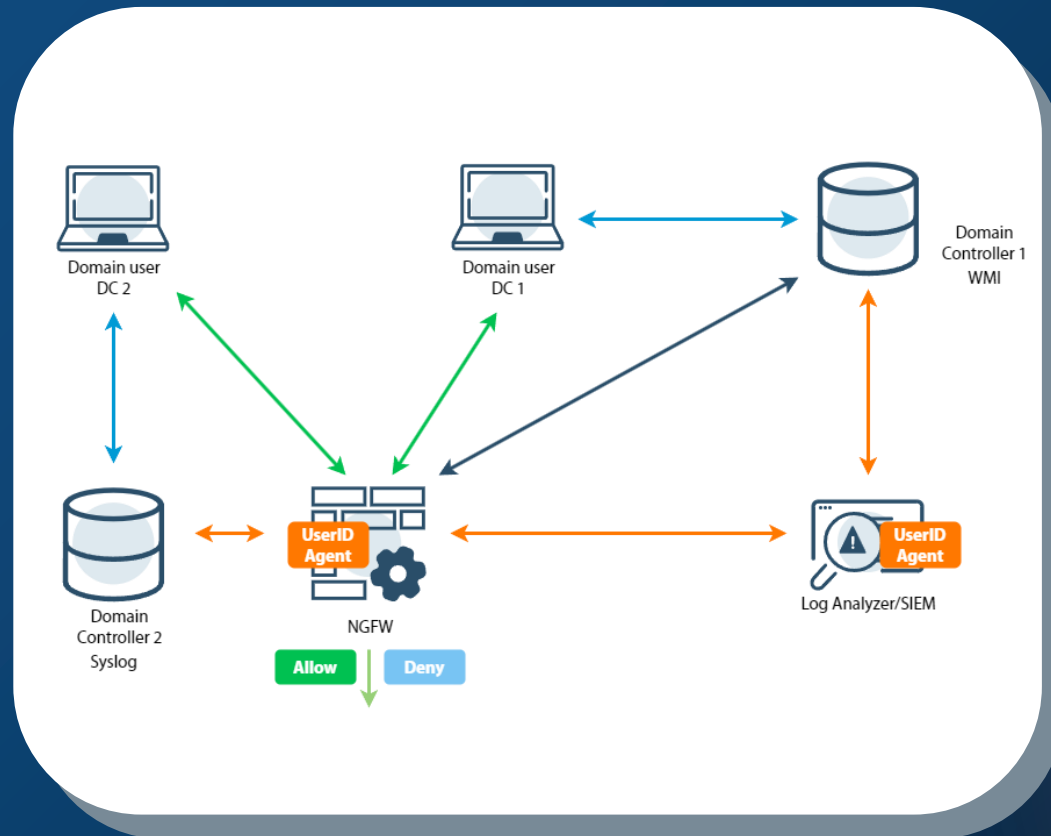 Domain user
DC 2
Domain user
DC 1
Domain
Controller 1
WMI
UserID
Agent
UserID
Agent
Log Analyzer/SIEM
Domain
Controller 2
Syslog
NGFW
Allow
Deny